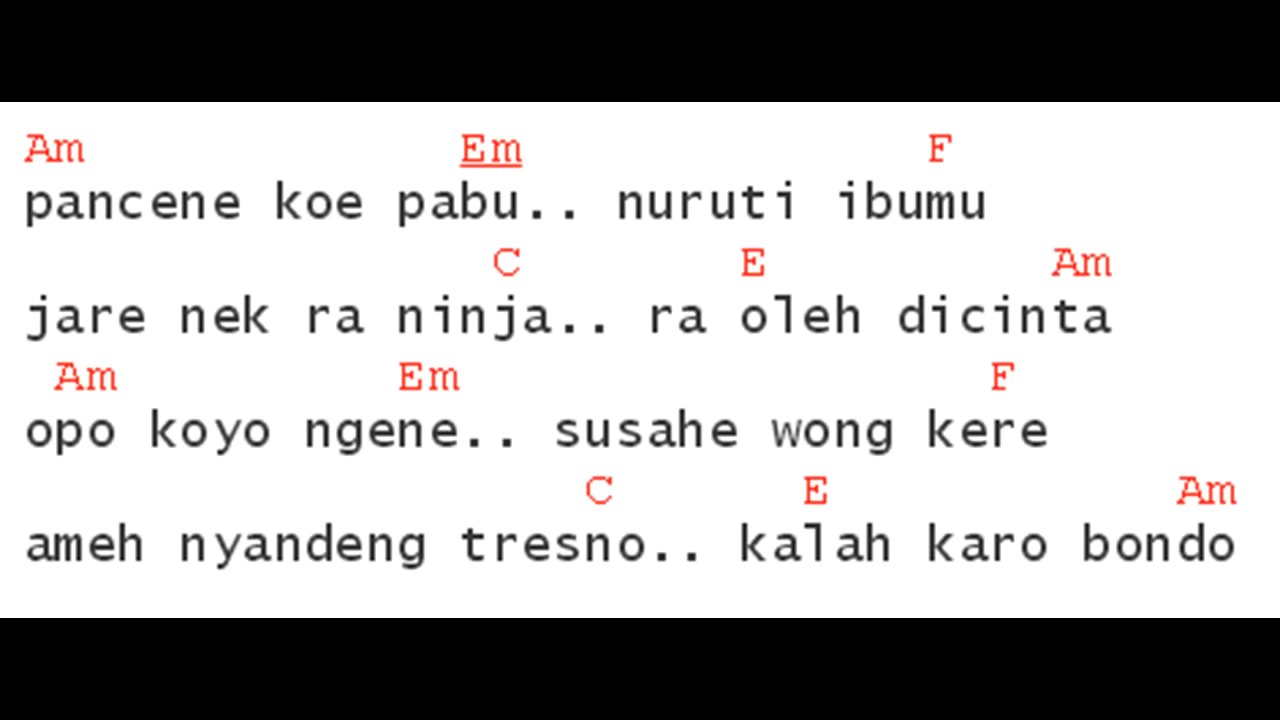 Am Em F
pancene koe pabu.. nuruti ibumu
C E Am
jare nek ra ninja.. ra oleh dicinta
Am Em F
opo koyo ngene.. susahe wong kere
C E Am
ameh nyandeng tresno.. kalah karo bondo